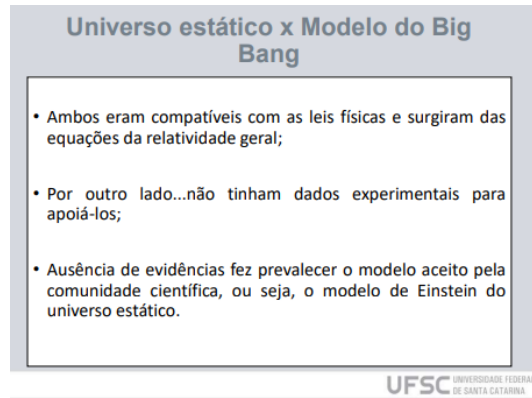 Universo estático x Modelo do Big
Bang
• Ambos eram compatíveis com as leis físicas e surgiram das
equações da relatividade geral;
• Por outro lado...não tinham dados experimentais para
apoiá-los;
• Ausência de evidências fez prevalecer o modelo aceito pela
comunidade científica, ou seja, o modelo de Einstein do
universo estático.
UFSC UNIVERSIDADE FEDERAL
DE SANTA CATARINA